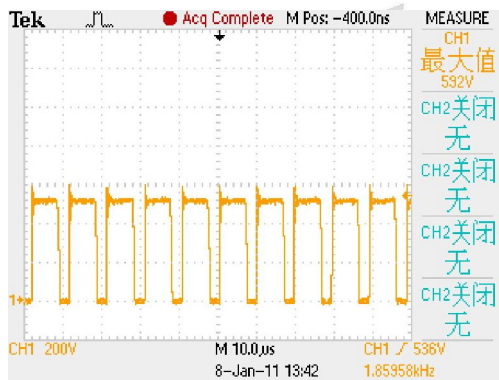 Tek Acq Complete M Pos: -400.0ns MEASURE
CH1
最大值
592V
CH2关闭
无
CH2关闭
无
CH2关闭
无
CH2关闭
无
1
CH1 200V M 10.0µs CH1 536V
8-Jan-11 13:42 1.85958kHz